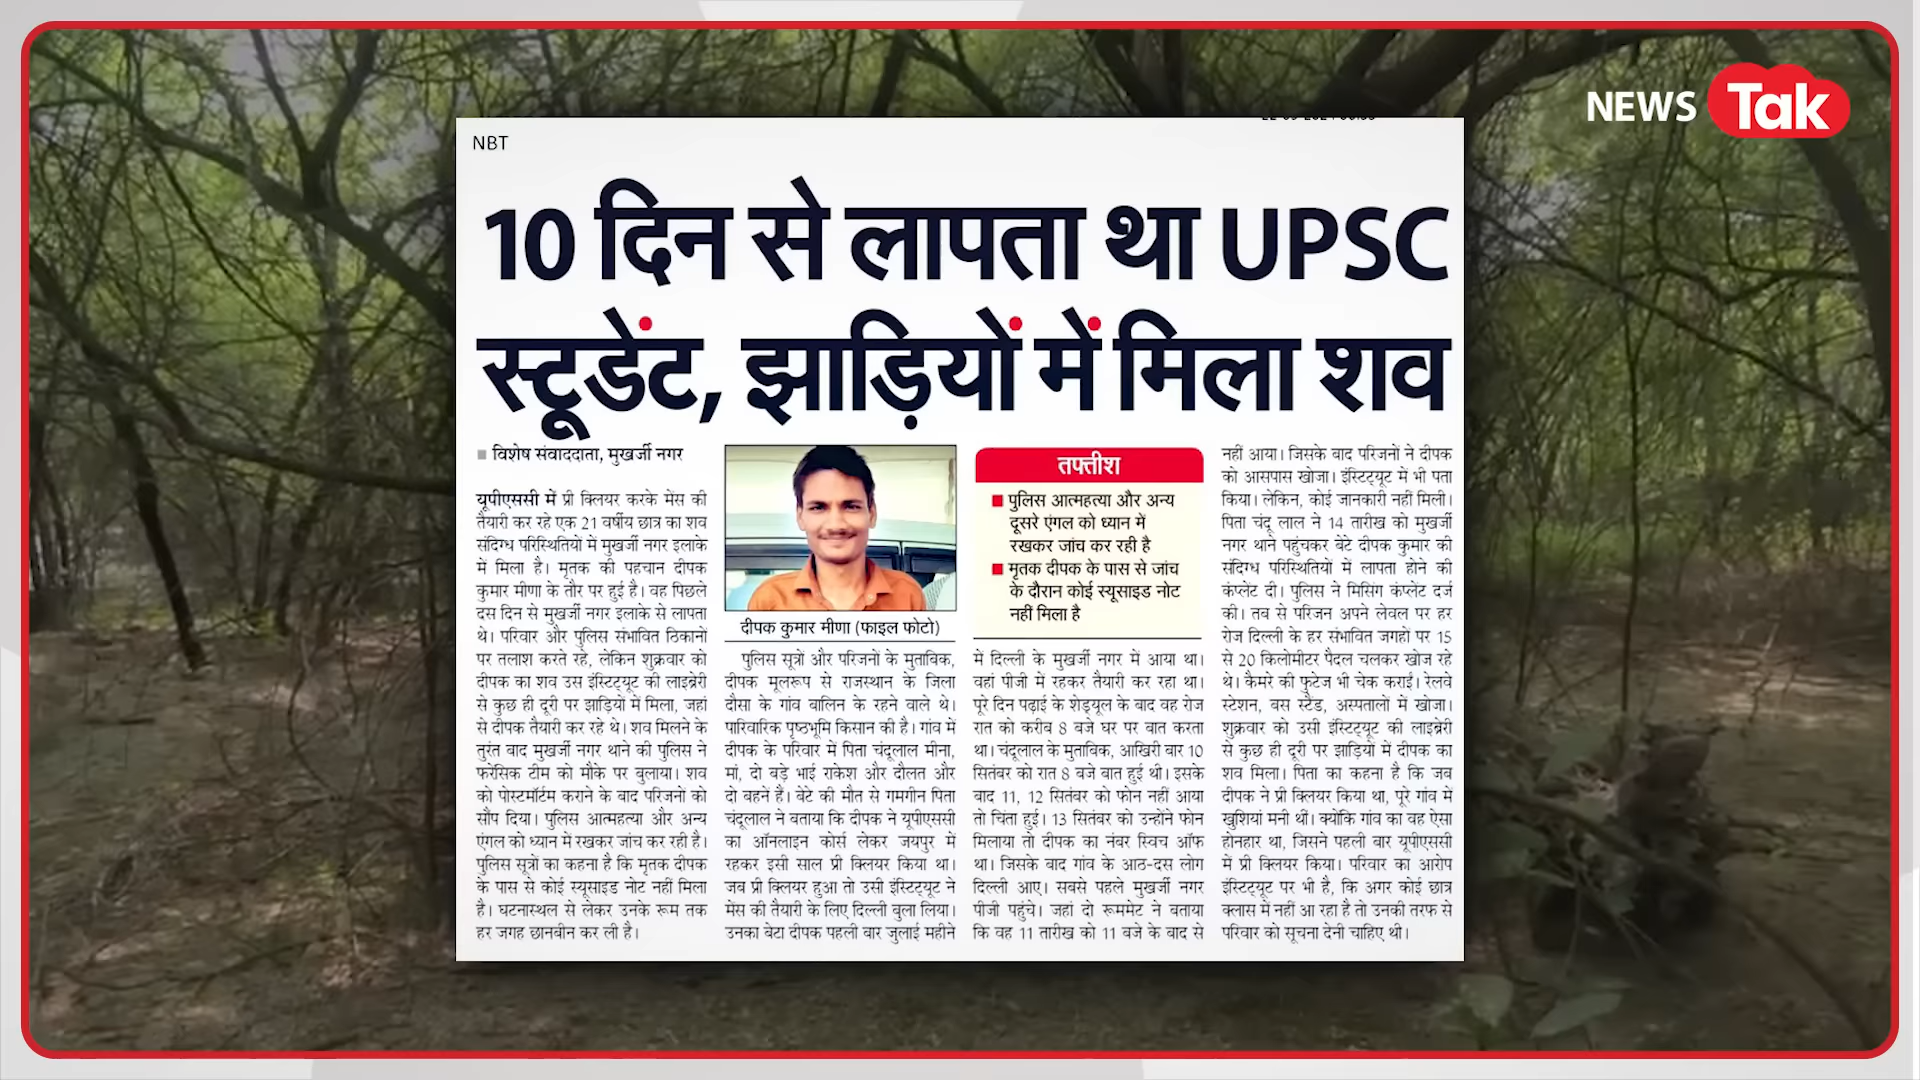 NEWS Tak
NBT
10 दिन से लापता था UPSC
स्टूडेंट, झाड़ियों में मिला शव
विशेष संवाददाता, मुखर्जी नगर
यूपीएससी में प्री क्लियर करके मेंस की
तैयारी कर रहे एक 21 वर्षीय छात्र का शव
संदिग्ध परिस्थितियों में मुखर्जी नगर इलाके
में मिला है। मृतक की पहचान दीपक
कुमार मीणा के तौर पर हुई है। वह पिछले
दस दिन से मुखर्जी नगर इलाके से लापता
थे। परिवार और पुलिस संभावित ठिकानों
पर तलाश करते रहे, लेकिन शुक्रवार को
दीपक का शव उस इंस्टिट्यूट की लाइब्रेरी
से कुछ ही दूरी पर झाड़ियों में मिला, जहां
से दीपक तैयारी कर रहे थे। शव मिलने के
तुरंत बाद मुखर्जी नगर थाने की पुलिस ने
फरेंसिक टीम को मौके पर बुलाया। शव
को पोस्टमॉर्टम कराने के बाद परिजनों को
सौंप दिया। पुलिस आत्महत्या और अन्य
एंगल को ध्यान में रखकर जांच कर रही है।
पुलिस सूत्रों का कहना है कि मृतक दीपक
के पास से कोई स्यूसाइड नोट नहीं मिला
है। घटनास्थल से लेकर उनके रूम तक
हर जगह छानबीन कर ली है।
दीपक कुमार मीणा (फाइल फोटो)
पुलिस सूत्रों और परिजनों के मुताबिक,
दीपक मूलरूप से राजस्थान के जिला
दौसा के गांव बालिन के रहने वाले थे।
पारिवारिक पृष्ठभूमि किसान की है। गांव में
दीपक के परिवार में पिता चंदूलाल मीना,
मां, दो बड़े भाई राकेश और दौलत और
दो बहनें हैं। बेटे की मौत से गमगीन पिता
चंदूलाल ने बताया कि दीपक ने यूपीएससी
का ऑनलाइन कोर्स लेकर जयपुर में
रहकर इसी साल प्री क्लियर किया था।
जब प्री क्लियर हुआ तो उसी इंस्टिट्यूट ने
मेंस की तैयारी के लिए दिल्ली बुला लिया।
उनका बेटा दीपक पहली बार जुलाई महीने
तफ्तीश
पुलिस आत्महत्या और अन्य
दूसरे एंगल को ध्यान में
रखकर जांच कर रही है
मृतक दीपक के पास से जांच
के दौरान कोई स्यूसाइड नोट
नहीं मिला है
में दिल्ली के मुखर्जी नगर में आया था।
वहां पीजी में रहकर तैयारी कर रहा था।
पूरे दिन पढ़ाई के शेड्यूल के बाद वह रोज
रात को करीब 8 बजे घर पर बात करता
था। चंदूलाल के मुताबिक, आखिरी बार 10
सितंबर को रात 8 बजे बात हुई थी। इसके
बाद 11, 12 सितंबर को फोन नहीं आया
तो चिंता हुई। 13 सितंबर को उन्होंने फोन
मिलाया तो दीपक का नंबर स्विच ऑफ
था। जिसके बाद गांव के आठ-दस लोग
दिल्ली आए। सबसे पहले मुखर्जी नगर
पीजी पहुंचे। जहां दो रूममेट ने बताया
कि वह 11 तारीख को 11 बजे के बाद से
नहीं आया। जिसके बाद परिजनों ने दीपक
को आसपास खोजा। इंस्टिट्यूट में भी पता
किया। लेकिन, कोई जानकारी नहीं मिली।
पिता चंदू लाल ने 14 तारीख को मुखर्जी
नगर थाने पहुंचकर बेटे दीपक कुमार की
संदिग्ध परिस्थितियों में लापता होने की
कंप्लेंट दी। पुलिस ने मिसिंग कंप्लेंट दर्ज
की। तब से परिजन अपने लेवल पर हर
रोज दिल्ली के हर संभावित जगहों पर 15
से 20 किलोमीटर पैदल चलकर खोज रहे
थे। कैमरे की फुटेज भी चेक कराई। रेलवे
स्टेशन, बस स्टैंड, अस्पतालों में खोजा।
शुक्रवार को उसी इंस्टिट्यूट की लाइब्रेरी
से कुछ ही दूरी पर झाड़ियों में दीपक का
शव मिला। पिता का कहना है कि जब
दीपक ने प्री क्लियर किया था, पूरे गांव में
खुशियां मनी थीं। क्योंकि गांव का वह ऐसा
होनहार था, जिसने पहली बार यूपीएससी
में प्री क्लियर किया। परिवार का आरोप
इंस्टिट्यूट पर भी है, कि अगर कोई छात्र
क्लास में नहीं आ रहा है तो उनकी तरफ से
परिवार को सूचना देनी चाहिए थी।